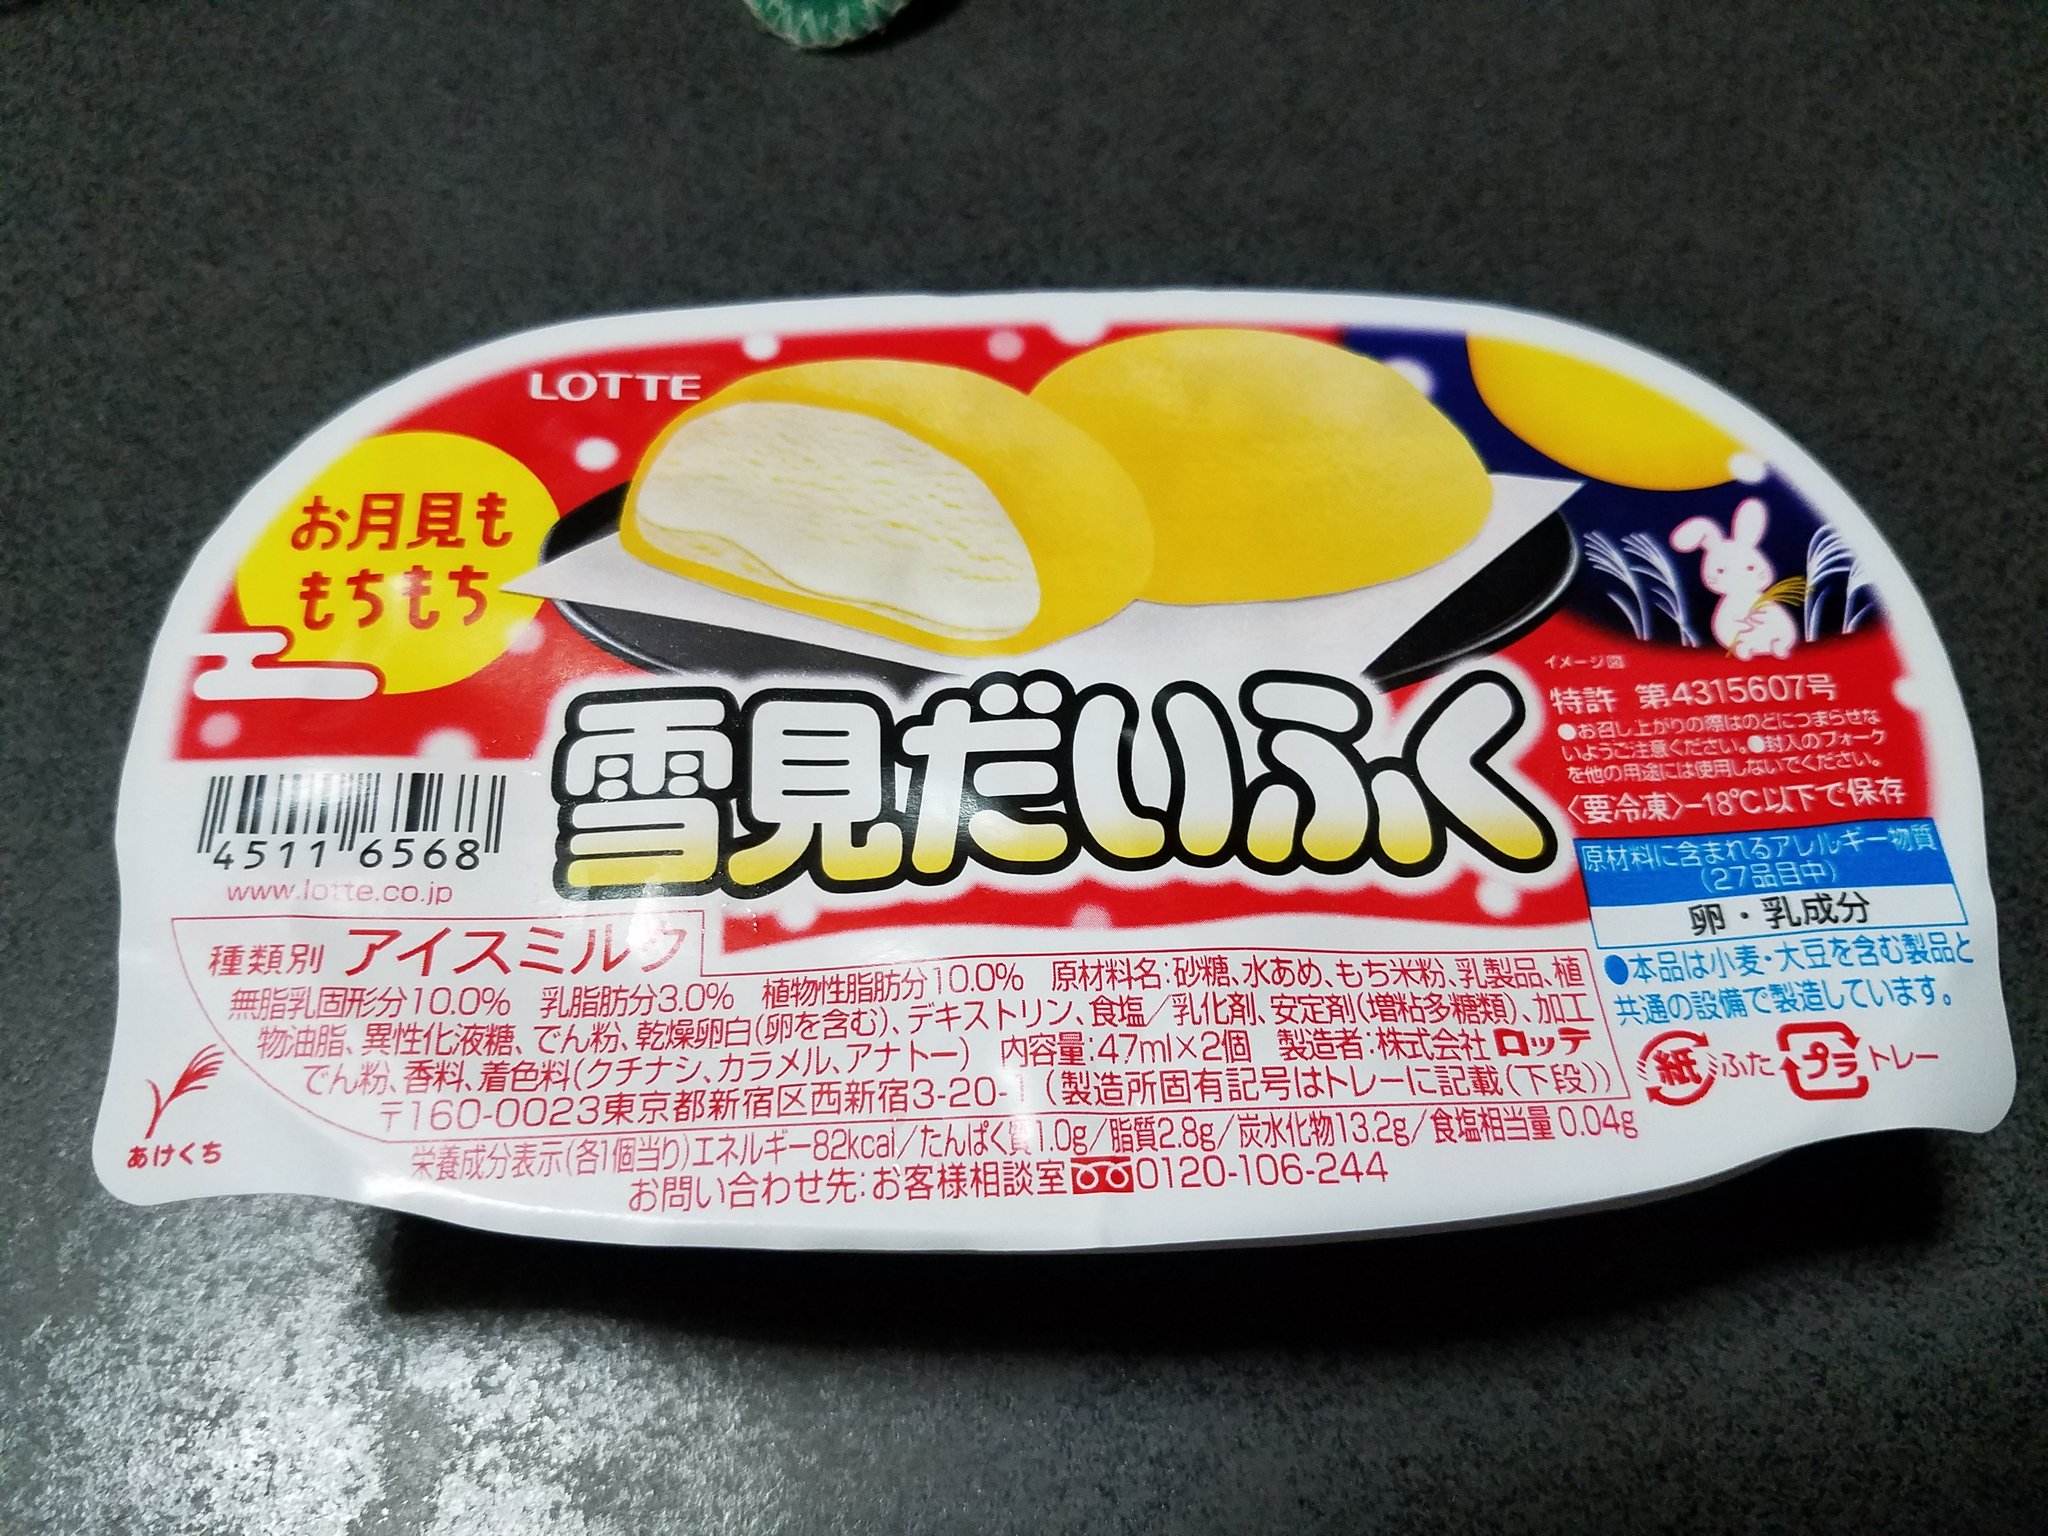 LOTTE
お月見も
もちもち
雪見だいふく
イメージ図
特許 第4315607号
●お召し上がりの際はのどにつまらせな
いようご注意ください。●封入のフォーク
を他の用途には使用しないでください。
〈要冷凍〉−18℃以下で保存
原材料に含まれるアレルギー物質
(27品目中)
卵・乳成分
●本品は小麦・大豆を含む製品と
共通の設備で製造しています。
紙 ふた プラ トレー
4511 6568
www.lotte.co.jp
種類別 アイスミルク
無脂乳固形分10.0% 乳脂肪分3.0% 植物性脂肪分10.0% 原材料名:砂糖、水あめ、もち米粉、乳製品、植
物油脂、異性化液糖、でん粉、乾燥卵白(卵を含む)、デキストリン、食塩/乳化剤、安定剤(増粘多糖類)、加工
でん粉、香料、着色料(クチナシ、カラメル、アナトー) 内容量:47ml×2個 製造者:株式会社 ロッテ
〒160-0023東京都新宿区西新宿3-20-1 (製造所固有記号はトレーに記載(下段))
栄養成分表示(各1個当り)エネルギー82kcal/たんぱく質1.0g/脂質2.8g/炭水化物13.2g/食塩相当量 0.04g
お問い合わせ先:お客様相談室 0120-106-244
あけくち